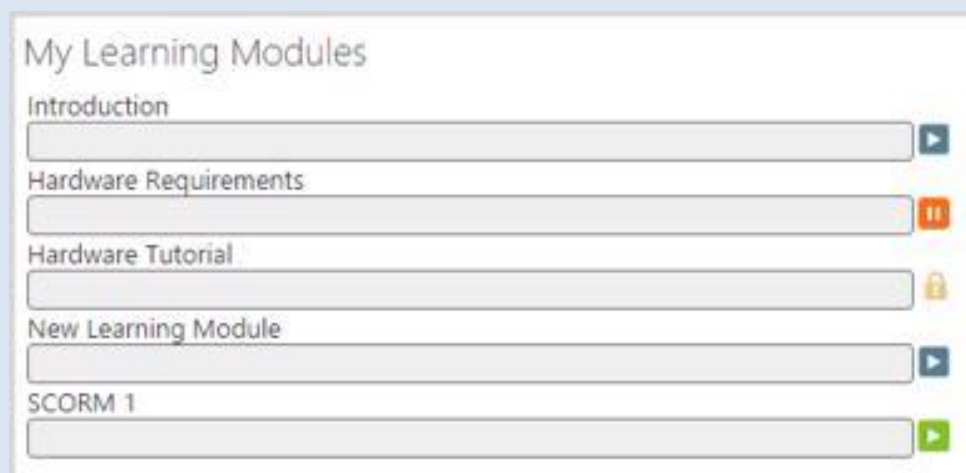 My Learning Modules
Introduction
Hardware Requirements
Hardware Tutorial
New Learning Module
SCORM 1